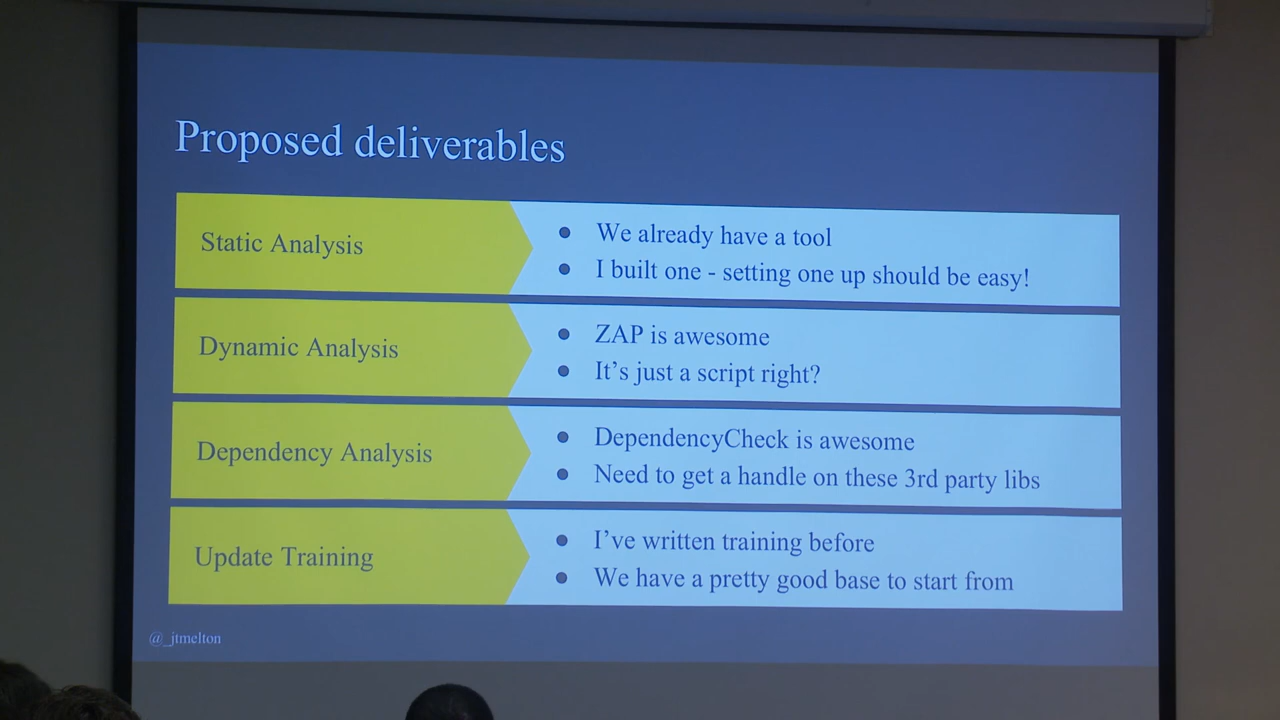 Proposed deliverables
Static Analysis
● We already have a tool
● I built one - setting one up should be easy!
Dynamic Analysis
● ZAP is awesome
● It's just a script right?
Dependency Analysis
● DependencyCheck is awesome
● Need to get a handle on these 3rd party libs
Update Training
● I've written training before
● We have a pretty good base to start from
@_jtmelton